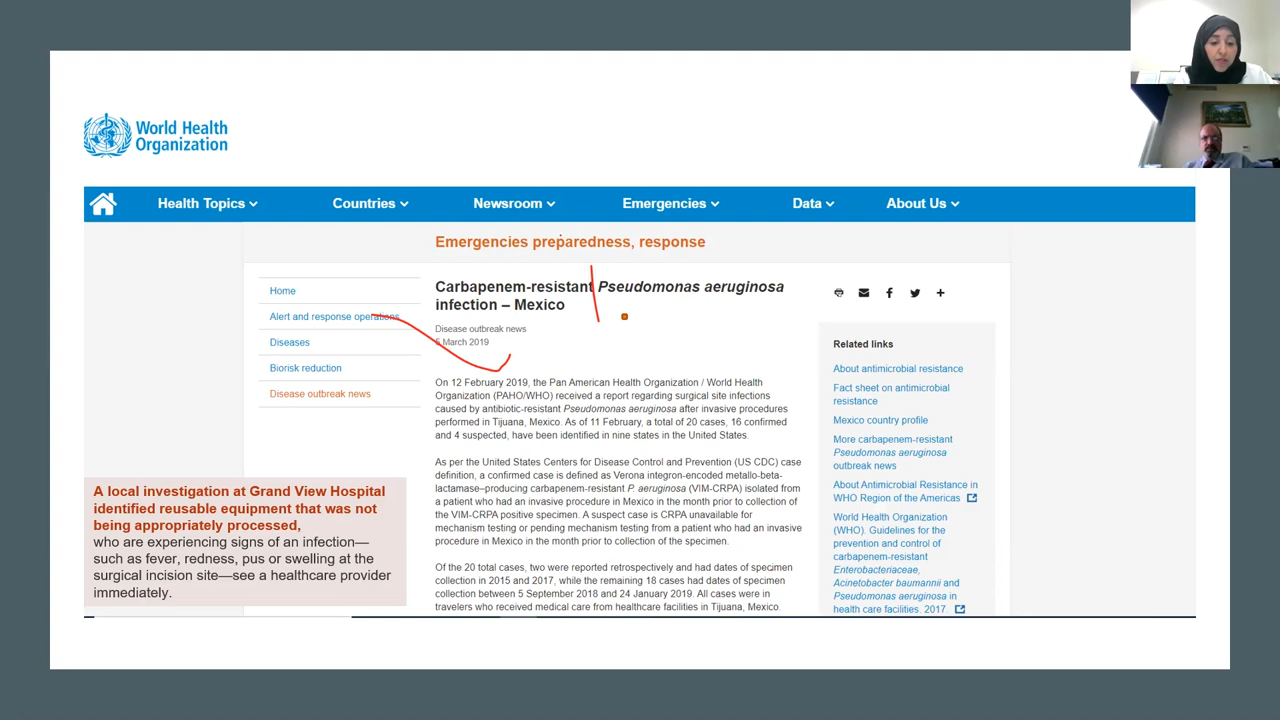 World Health
Organization
Health Topics
Countries
Newsroom
Emergencies
Data
About Us
Emergencies preparedness, response
Home
Alert and response operations
Diseases
Biorisk reduction
Disease outbreak news
Carbapenem-resistant Pseudomonas aeruginosa
infection – Mexico
Disease outbreak news
5 March 2019
On 12 February 2019, the Pan American Health Organization / World Health
Organization (PAHO/WHO) received a report regarding surgical site infections
caused by antibiotic-resistant Pseudomonas aeruginosa after invasive procedures
performed in Tijuana, Mexico. As of 11 February, a total of 20 cases, 16 confirmed
and 4 suspected, have been identified in nine states in the United States.
As per the United States Centers for Disease Control and Prevention (US CDC) case
definition, a confirmed case is defined as Verona integron-encoded metallo-beta-
lactamase–producing carbapenem-resistant P. aeruginosa (VIM-CRPA) isolated from
a patient who had an invasive procedure in Mexico in the month prior to collection of
the VIM-CRPA positive specimen. A suspect case is CRPA unavailable for
mechanism testing or pending mechanism testing from a patient who had an invasive
procedure in Mexico in the month prior to collection of the specimen.
Of the 20 total cases, two were reported retrospectively and had dates of specimen
collection in 2015 and 2017, while the remaining 18 cases had dates of specimen
collection between 5 September 2018 and 24 January 2019. All cases were in
travelers who received medical care from healthcare facilities in Tijuana, Mexico.
Related links
About antimicrobial resistance
Fact sheet on antimicrobial
resistance
Mexico country profile
More carbapenem-resistant
Pseudomonas aeruginosa
outbreak news
About Antimicrobial Resistance in
WHO Region of the Americas
World Health Organization
(WHO). Guidelines for the
prevention and control of
carbapenem-resistant
Enterobacteriaceae,
Acinetobacter baumannii and
Pseudomonas aeruginosa in
health care facilities. 2017.
A local investigation at Grand View Hospital
identified reusable equipment that was not
being appropriately processed,
who are experiencing signs of an infection—
such as fever, redness, pus or swelling at the
surgical incision site—see a healthcare provider
immediately.